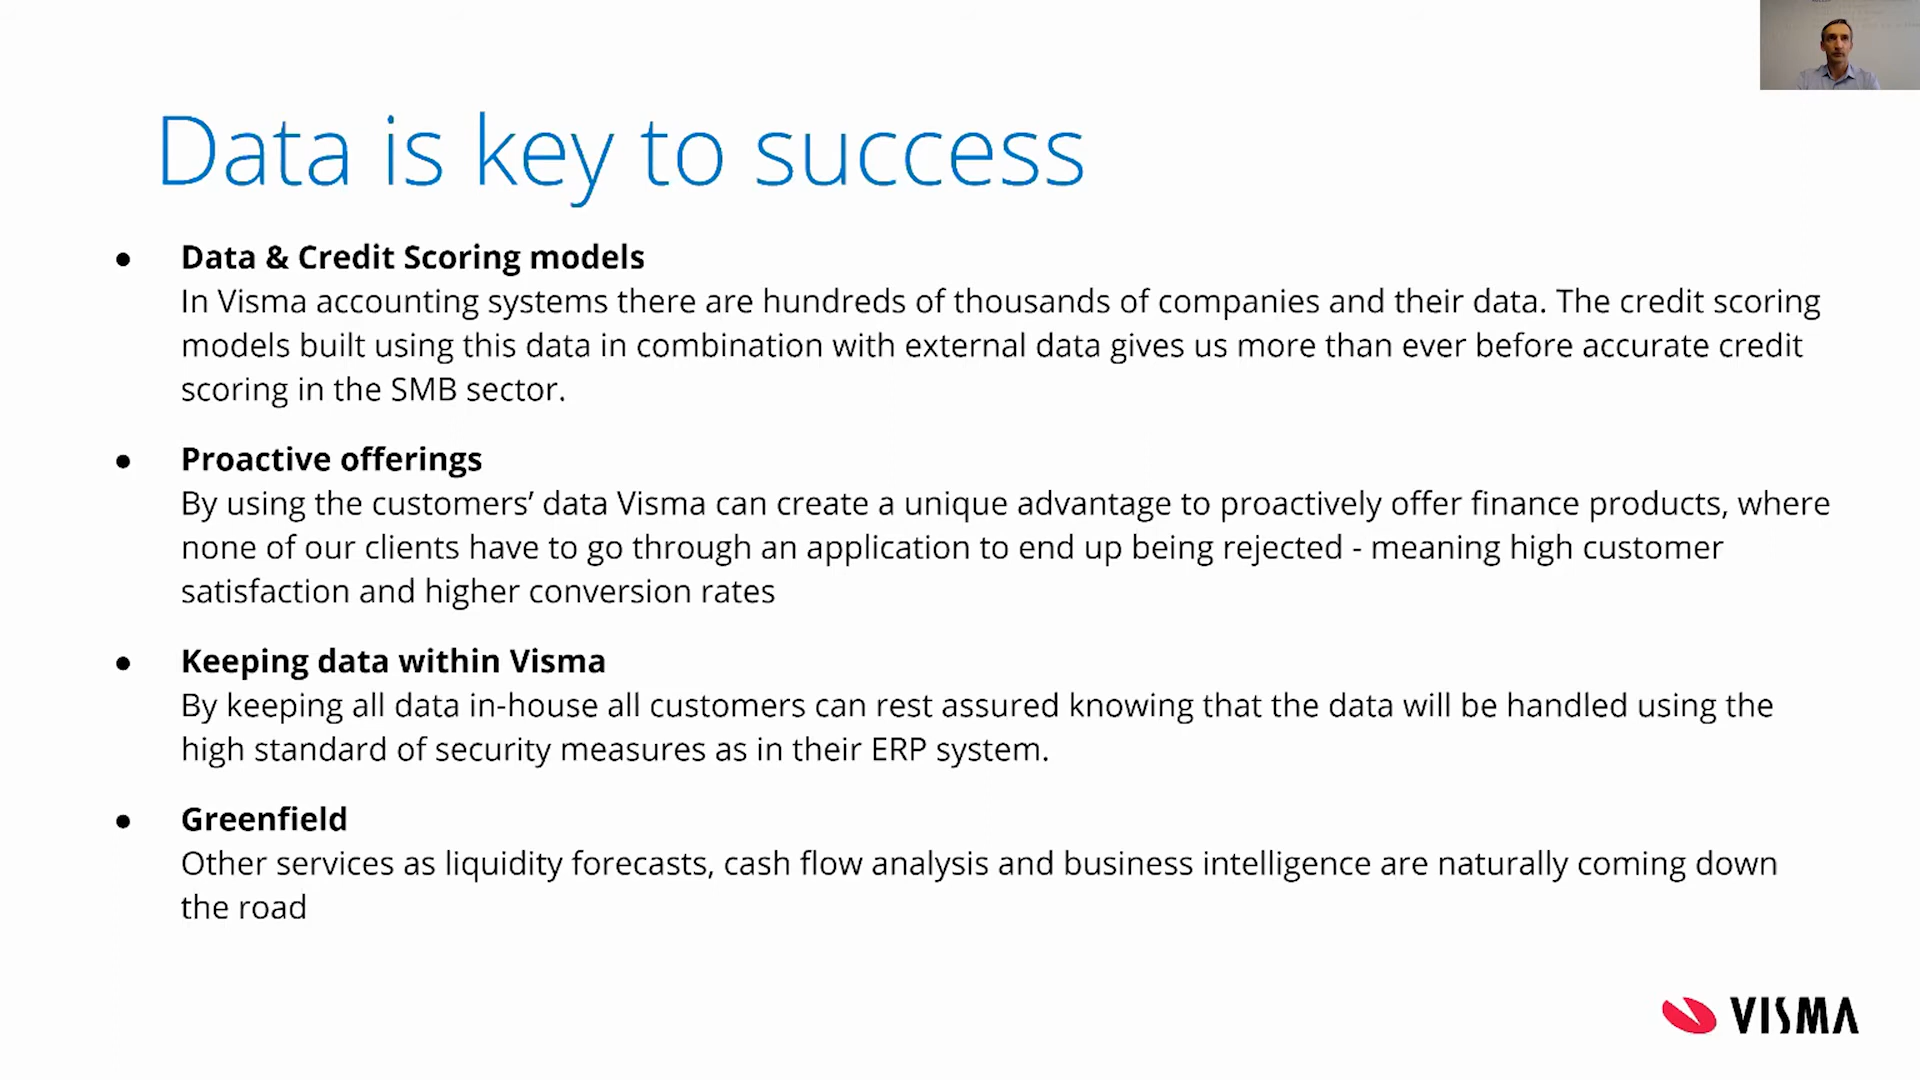 Data is key to success
● Data & Credit Scoring models
In Visma accounting systems there are hundreds of thousands of companies and their data. The credit scoring
models built using this data in combination with external data gives us more than ever before accurate credit
scoring in the SMB sector.
● Proactive offerings
By using the customers’ data Visma can create a unique advantage to proactively offer finance products, where
none of our clients have to go through an application to end up being rejected - meaning high customer
satisfaction and higher conversion rates
● Keeping data within Visma
By keeping all data in-house all customers can rest assured knowing that the data will be handled using the
high standard of security measures as in their ERP system.
● Greenfield
Other services as liquidity forecasts, cash flow analysis and business intelligence are naturally coming down
the road
VISMA